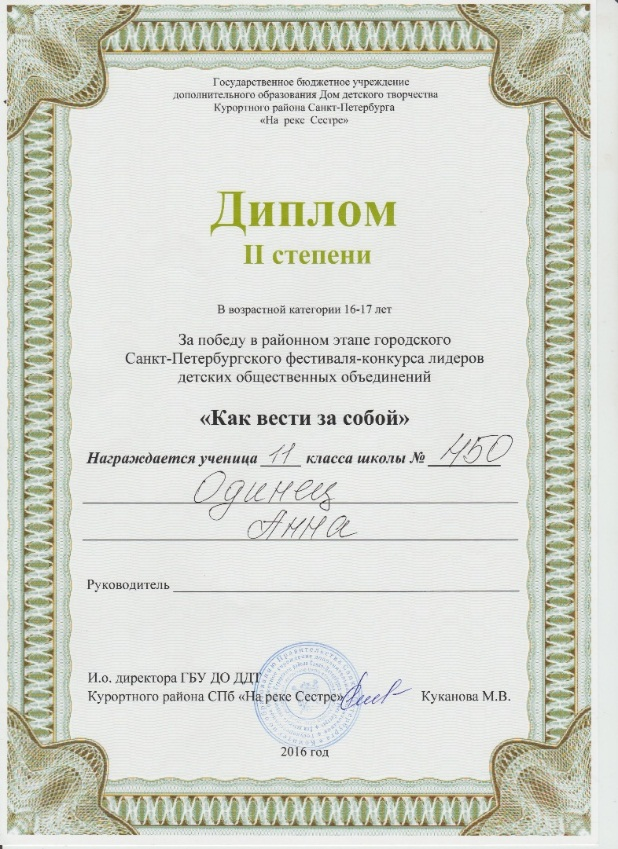 Государственное бюджетное учреждение
дополнительного образования Дом детского творчества
Курортного района Санкт-Петербурга
«На реке Сестре»
Диплом
II степени
В возрастной категории 16-17 лет
За победу в районном этапе городского
Санкт-Петербургского фестиваля-конкурса лидеров
детских общественных объединений
«Как вести за собой»
Награждается ученица 11 класса школы № 450
Одинец
Анна
Руководитель
И.о. директора ГБУ ДО ДДТ
Курортного района СПб «На реке Сестре» Куканова М.В.
2016 год